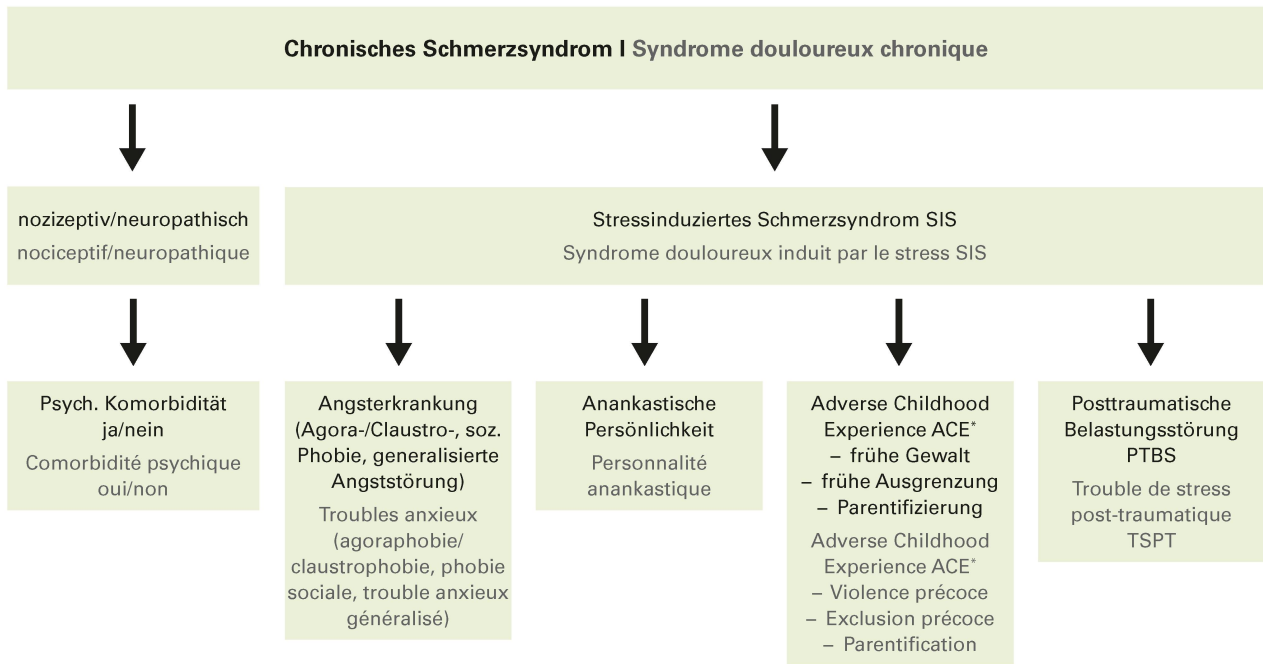 Chronisches Schmerzsyndrom I Syndrome douloureux chronique
nozizeptiv/neuropathisch
nociceptif/neuropathique
Stressinduziertes Schmerzsyndrom SIS
Syndrome douloureux induit par le stress SIS
Psych. Komorbidität
ja/nein
Comorbidité psychique
oui/non
Angsterkrankung
(Agora-/Claustro-, soz.
Phobie, generalisierte
Angststörung)
Troubles anxieux
(agoraphobie/
claustrophobie, phobie
sociale, trouble anxieux
généralisé)
Anankastische
Persönlichkeit
Personnalité
anankastique
Adverse Childhood
Experience ACE*
– frühe Gewalt
– frühe Ausgrenzung
– Parentifizierung
Adverse Childhood
Experience ACE*
– Violence précoce
– Exclusion précoce
– Parentification
Posttraumatische
Belastungsstörung
PTBS
Trouble de stress
post-traumatique
TSPT